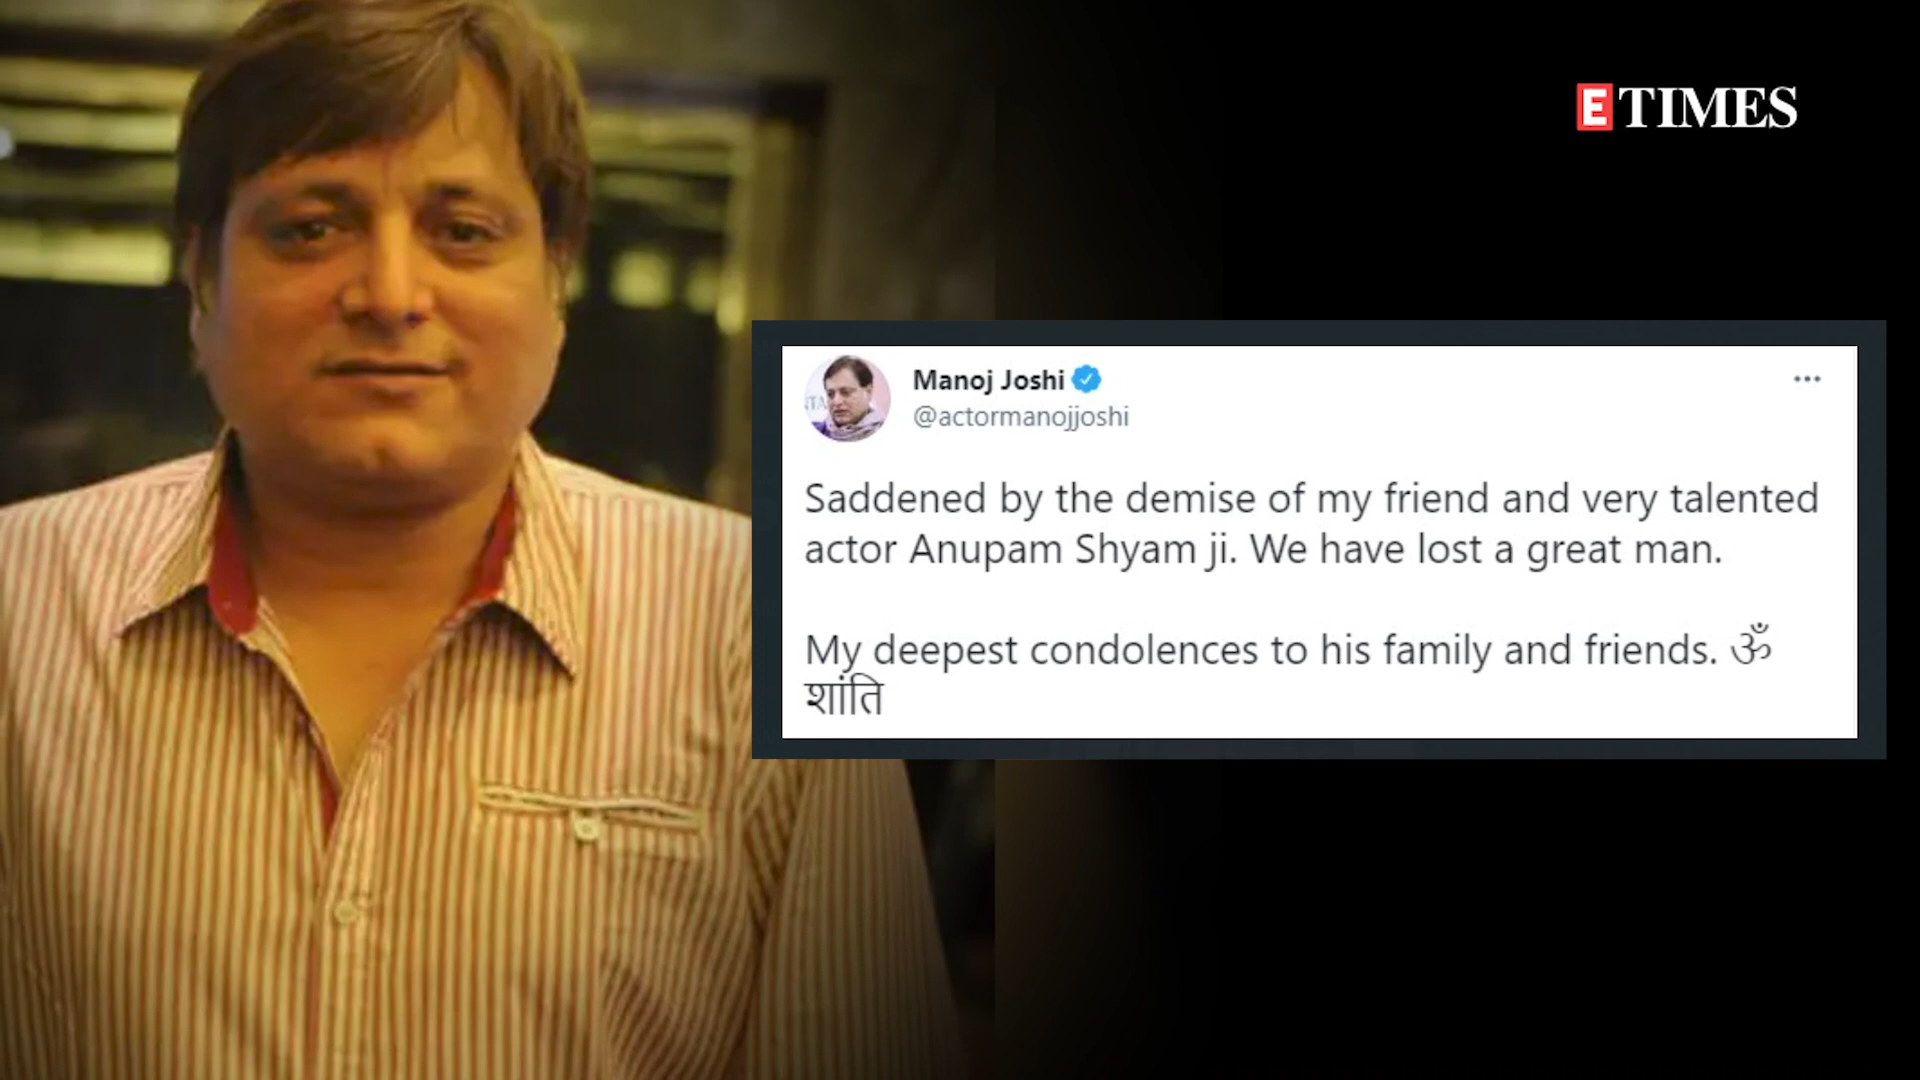 ETIMES
Manoj Joshi
@actormanojjoshi
Saddened by the demise of my friend and very talented
actor Anupam Shyam ji. We have lost a great man.
My deepest condolences to his family and friends. ॐ
शांति